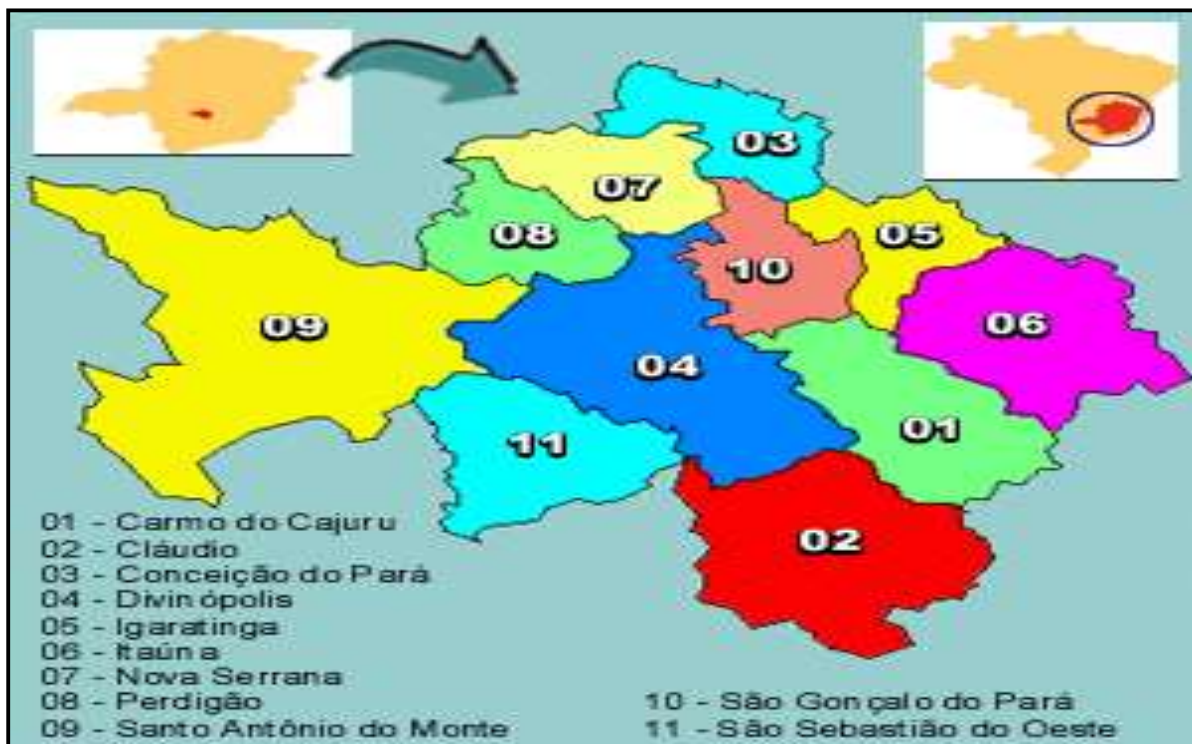 03
07
08
05
10
09
06
04
01
11
02
01 - Carmo do Cajuru
02 - Cláudio
03 - Conceição do Pará
04 - Divinópolis
05 - Igaratinga
06 - Itaúna
07 - Nova Serrana
08 - Perdigão
09 - Santo Antônio do Monte
10 - São Gonçalo do Pará
11 - São Sebastião do Oeste